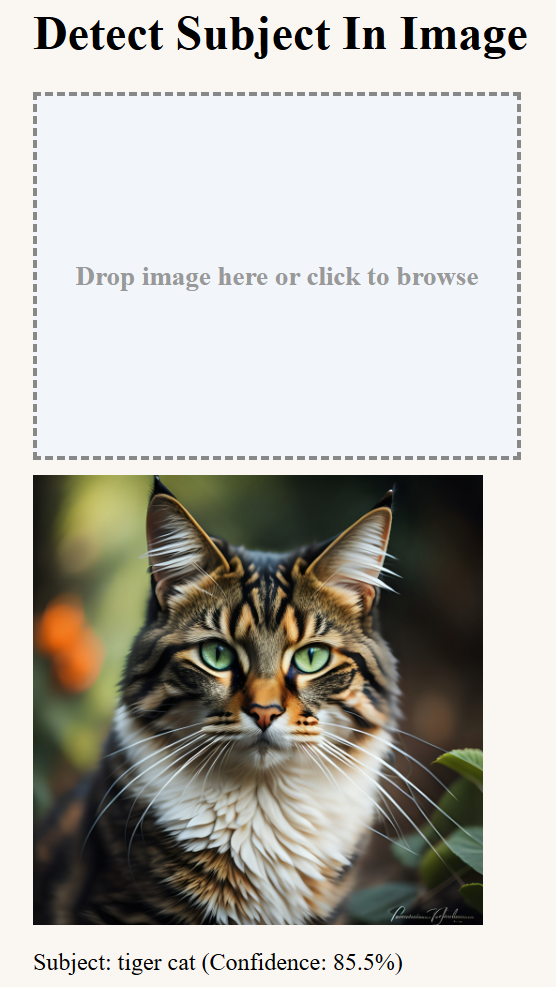 Detect Subject In Image
Drop image here or click to browse
Subject: tiger cat (Confidence: 85.5%)